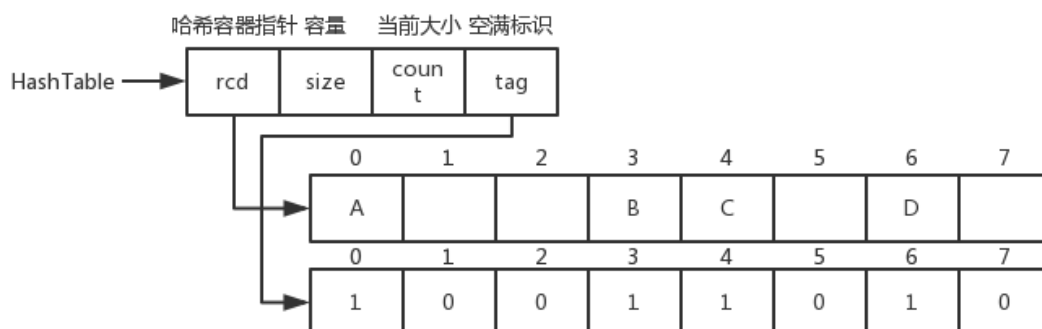 哈希容器指针 容量 当前大小 空满标识
HashTable rcd size coun
t tag
0 1 2 3 4 5 6 7
A B C D
0 1 2 3 4 5 6 7
1 0 0 1 1 0 1 0